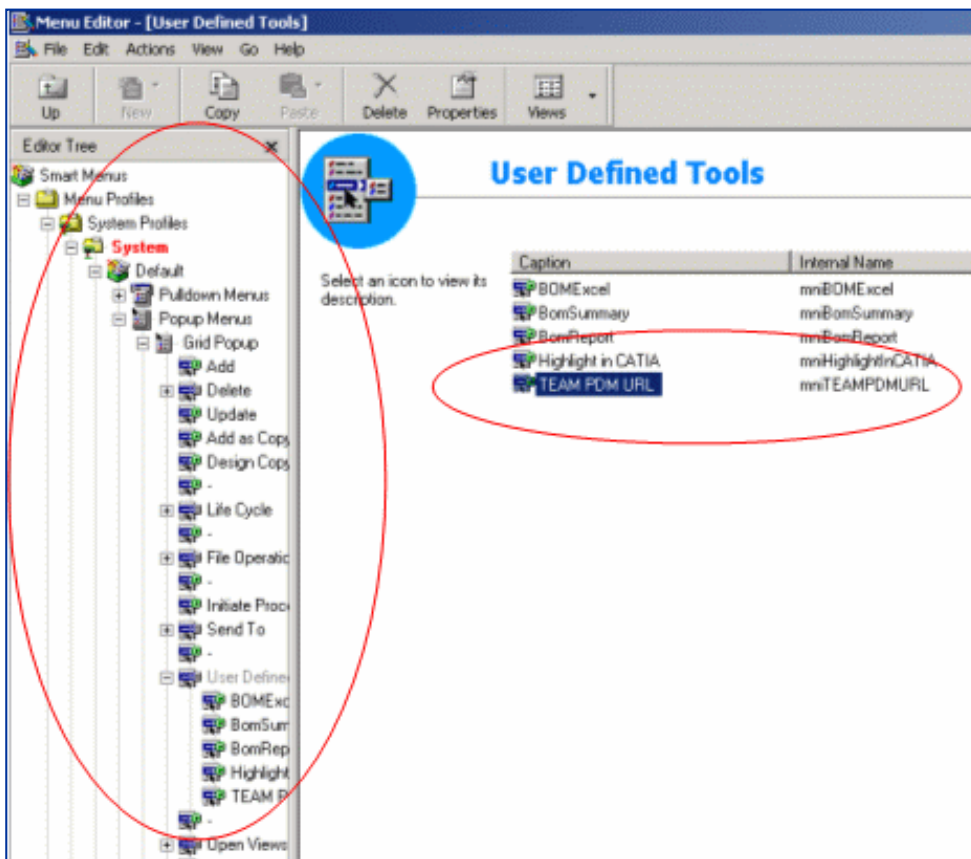 Menu Editor - [User Defined Tools]
File Edit Actions View Go Help
Up New Copy Paste Delete Properties Views
Editor Tree
Smart Menus
Menu Profiles
System Profiles
System
Default
Pulldown Menus
Popup Menus
Grid Popup
Add
Delete
Update
Add as Copy
Design Copy
-
Life Cycle
-
File Operatic
-
Initiate Proc
Send To
-
User Define
BOMExc
BomSum
BomRep
Highlight
TEAM P
-
Open Views
User Defined Tools
Select an icon to view its
description.
Caption Internal Name
BOMExcel mniBOMExcel
BomSummary mniBomSummary
BomReport mniBomReport
Highlight in CATIA mniHighlightInCATIA
TEAM PDM URL mniTEAMPDMURL